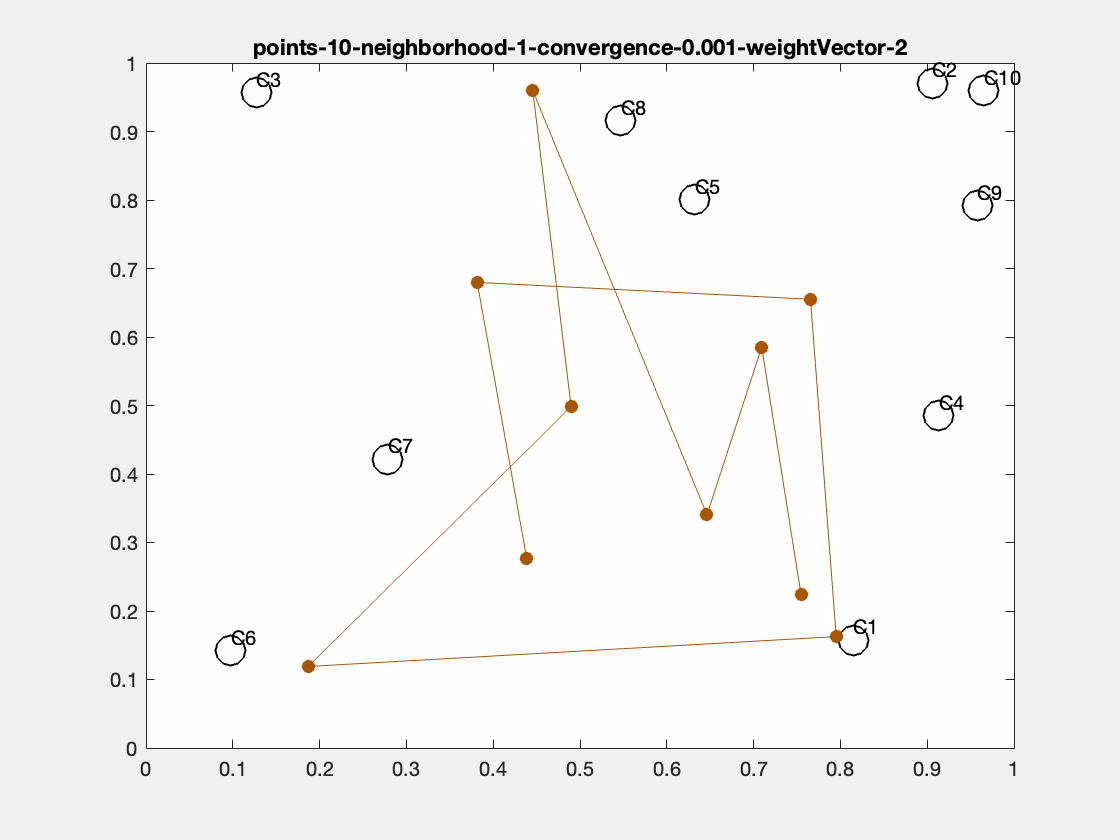 points-10-neighborhood-1-convergence-0.001-weightVector-2
1
C3
C2
C10
C8
0.9
C5
0.8
C9
0.7
0.6
0.5
C4
C7
0.4
0.3
0.2
C6
C1
0.1
0
0 0.1 0.2 0.3 0.4 0.5 0.6 0.7 0.8 0.9 1